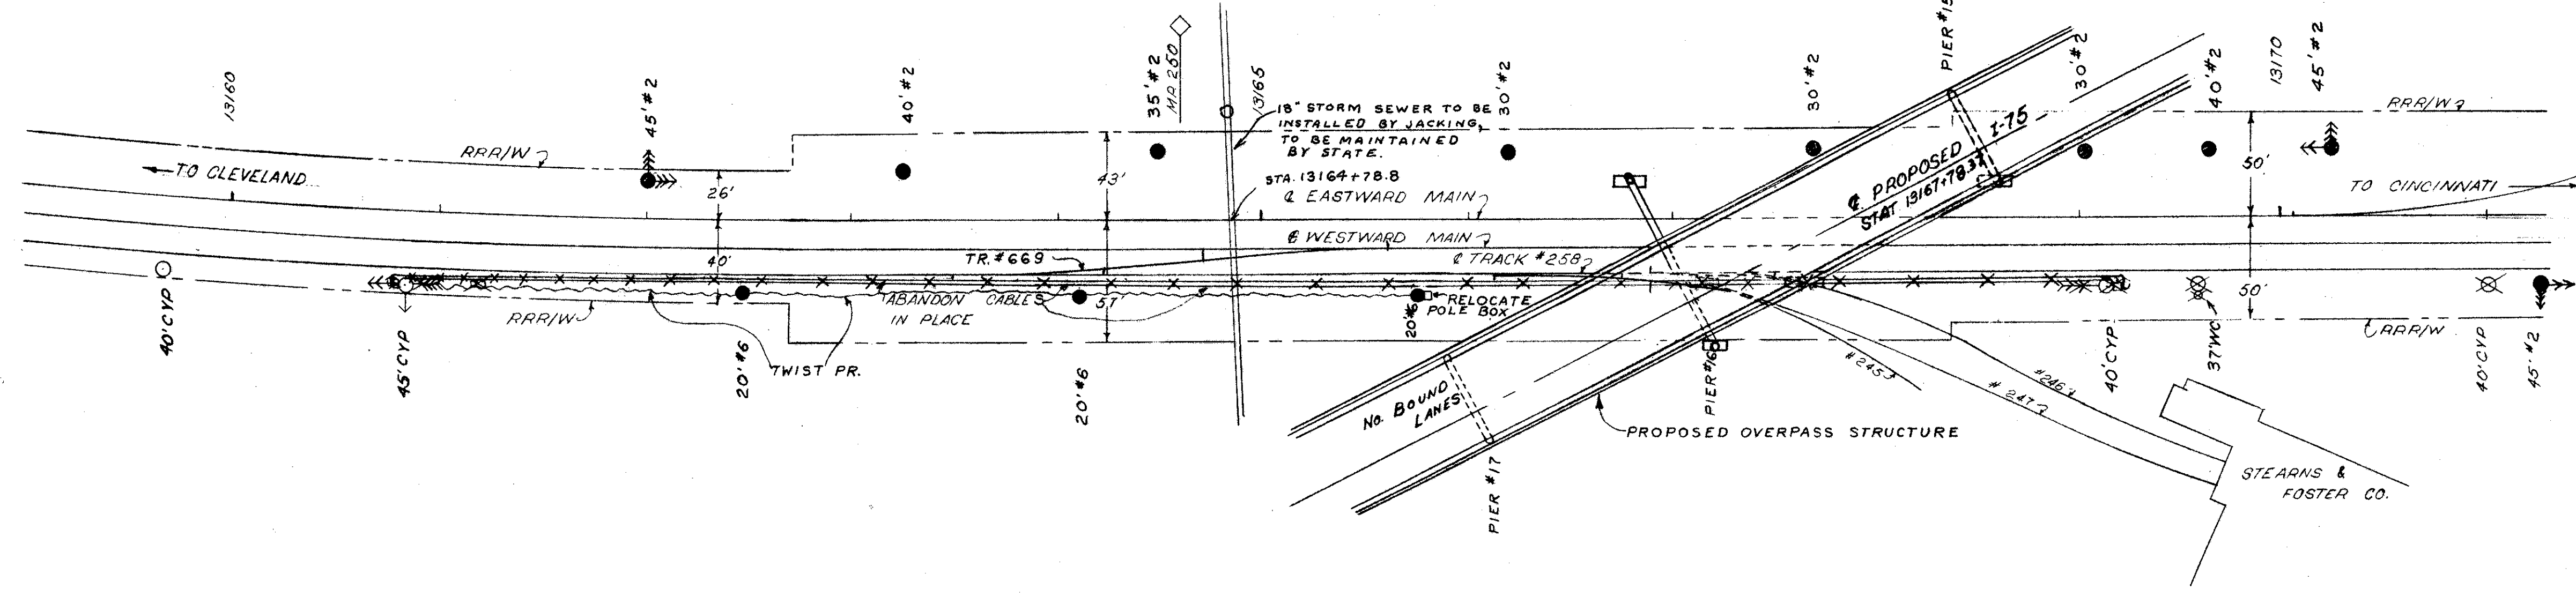 13160
45' #2
40' #2
35' #2
MA 250
13165
30' #2
30' #2
PIER #15
30' #2
40' #2
13170
45' #2
RRR/W
RRR/W
18" STORM SEWER TO BE
INSTALLED BY JACKING,
TO BE MAINTAINED
BY STATE.
STA. 13164+78.8
TO CLEVELAND
26'
43'
℄ EASTWARD MAIN
℄ PROPOSED I-75
STAT 13167+78.37
50'
TO CINCINNATI
℄ WESTWARD MAIN
TR. #669
℄ TRACK #258
40'
57'
50'
ABANDON CABLES
IN PLACE
RELOCATE
POLE BOX
RRR/W
RRR/W
40' CYP
45' CYP
20' #6
TWIST PR.
20' #6
20' #6
No. BOUND
LANES
PIER #16
#245
#246
#247
40' CYP
37' WC
40' CYP
45' #2
PROPOSED OVERPASS STRUCTURE
PIER #17
STEARNS &
FOSTER CO.